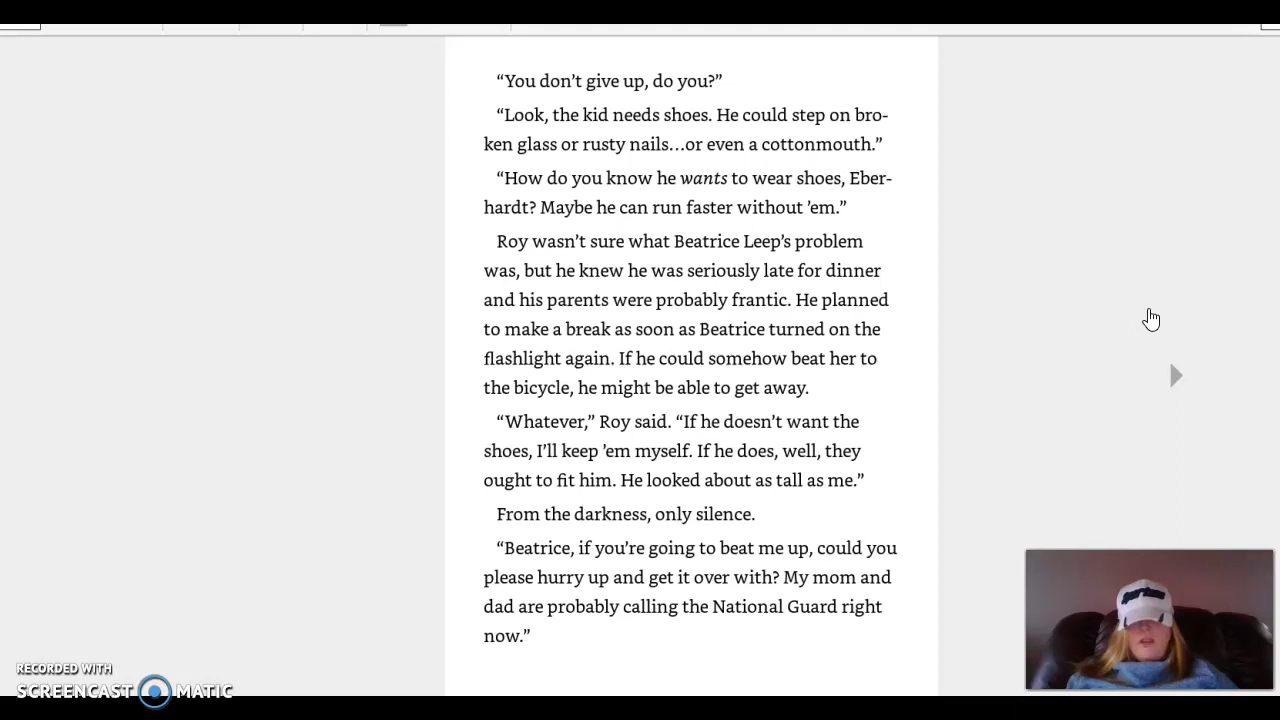 “You don’t give up, do you?”
“Look, the kid needs shoes. He could step on bro-
ken glass or rusty nails…or even a cottonmouth.”
“How do you know he wants to wear shoes, Eber-
hardt? Maybe he can run faster without ’em.”
Roy wasn’t sure what Beatrice Leep’s problem
was, but he knew he was seriously late for dinner
and his parents were probably frantic. He planned
to make a break as soon as Beatrice turned on the
flashlight again. If he could somehow beat her to
the bicycle, he might be able to get away.
“Whatever,” Roy said. “If he doesn’t want the
shoes, I’ll keep ’em myself. If he does, well, they
ought to fit him. He looked about as tall as me.”
From the darkness, only silence.
“Beatrice, if you’re going to beat me up, could you
please hurry up and get it over with? My mom and
dad are probably calling the National Guard right
now.”
RECORDED WITH
SCREENCAST MATIC